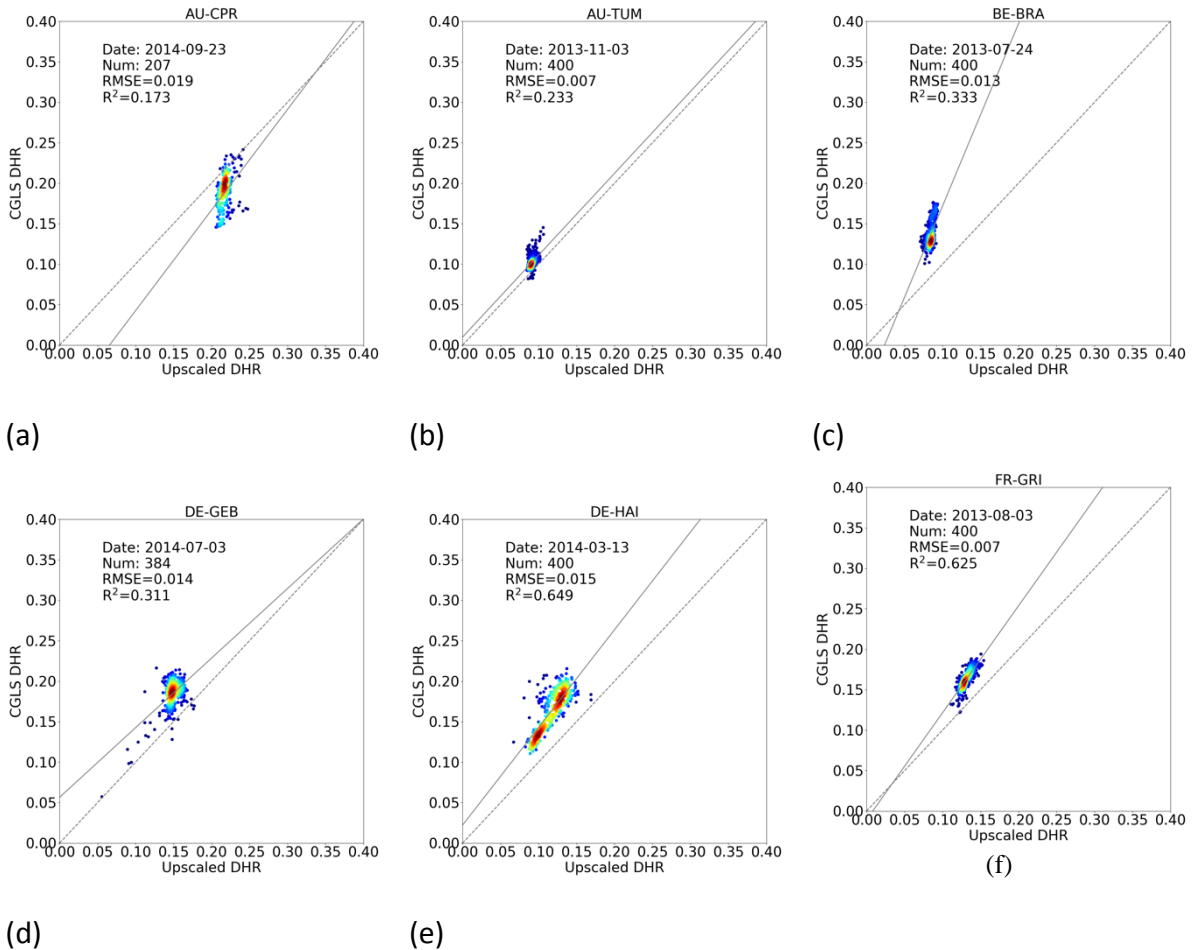 AU-CPR
Date: 2014-09-23
Num: 207
RMSE=0.019
R²=0.173
CGLS DHR
0.40
0.35
0.30
0.25
0.20
0.15
0.10
0.05
0.00
0.00 0.05 0.10 0.15 0.20 0.25 0.30 0.35 0.40
Upscaled DHR
(a)
AU-TUM
Date: 2013-11-03
Num: 400
RMSE=0.007
R²=0.233
CGLS DHR
0.40
0.35
0.30
0.25
0.20
0.15
0.10
0.05
0.00
0.00 0.05 0.10 0.15 0.20 0.25 0.30 0.35 0.40
Upscaled DHR
(b)
BE-BRA
Date: 2013-07-24
Num: 400
RMSE=0.013
R²=0.333
CGLS DHR
0.40
0.35
0.30
0.25
0.20
0.15
0.10
0.05
0.00
0.00 0.05 0.10 0.15 0.20 0.25 0.30 0.35 0.40
Upscaled DHR
(c)
DE-GEB
Date: 2014-07-03
Num: 384
RMSE=0.014
R²=0.311
CGLS DHR
0.40
0.35
0.30
0.25
0.20
0.15
0.10
0.05
0.00
0.00 0.05 0.10 0.15 0.20 0.25 0.30 0.35 0.40
Upscaled DHR
(d)
DE-HAI
Date: 2014-03-13
Num: 400
RMSE=0.015
R²=0.649
CGLS DHR
0.40
0.35
0.30
0.25
0.20
0.15
0.10
0.05
0.00
0.00 0.05 0.10 0.15 0.20 0.25 0.30 0.35 0.40
Upscaled DHR
(e)
FR-GRI
Date: 2013-08-03
Num: 400
RMSE=0.007
R²=0.625
CGLS DHR
0.40
0.35
0.30
0.25
0.20
0.15
0.10
0.05
0.00
0.00 0.05 0.10 0.15 0.20 0.25 0.30 0.35 0.40
Upscaled DHR
(f)